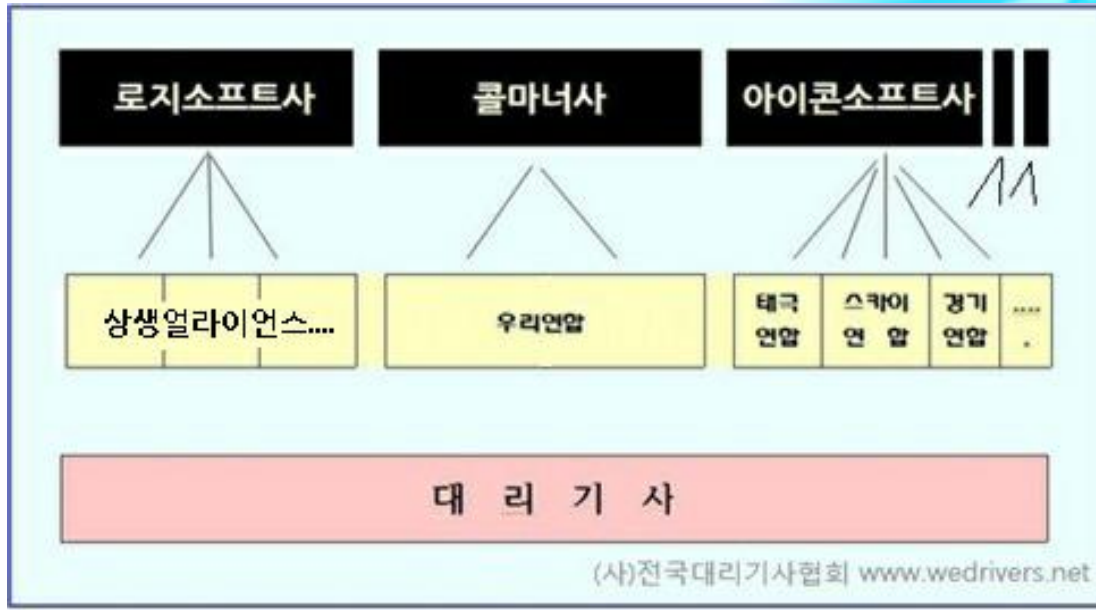 로지소프트사 콜마너사 아이콘소프트사
상생얼라이언스.... 우리연합 태극 스카이 경기 ....
연합 연 합 연합 .
대 리 기 사
(사)전국대리기사협회 www.wedrivers.net